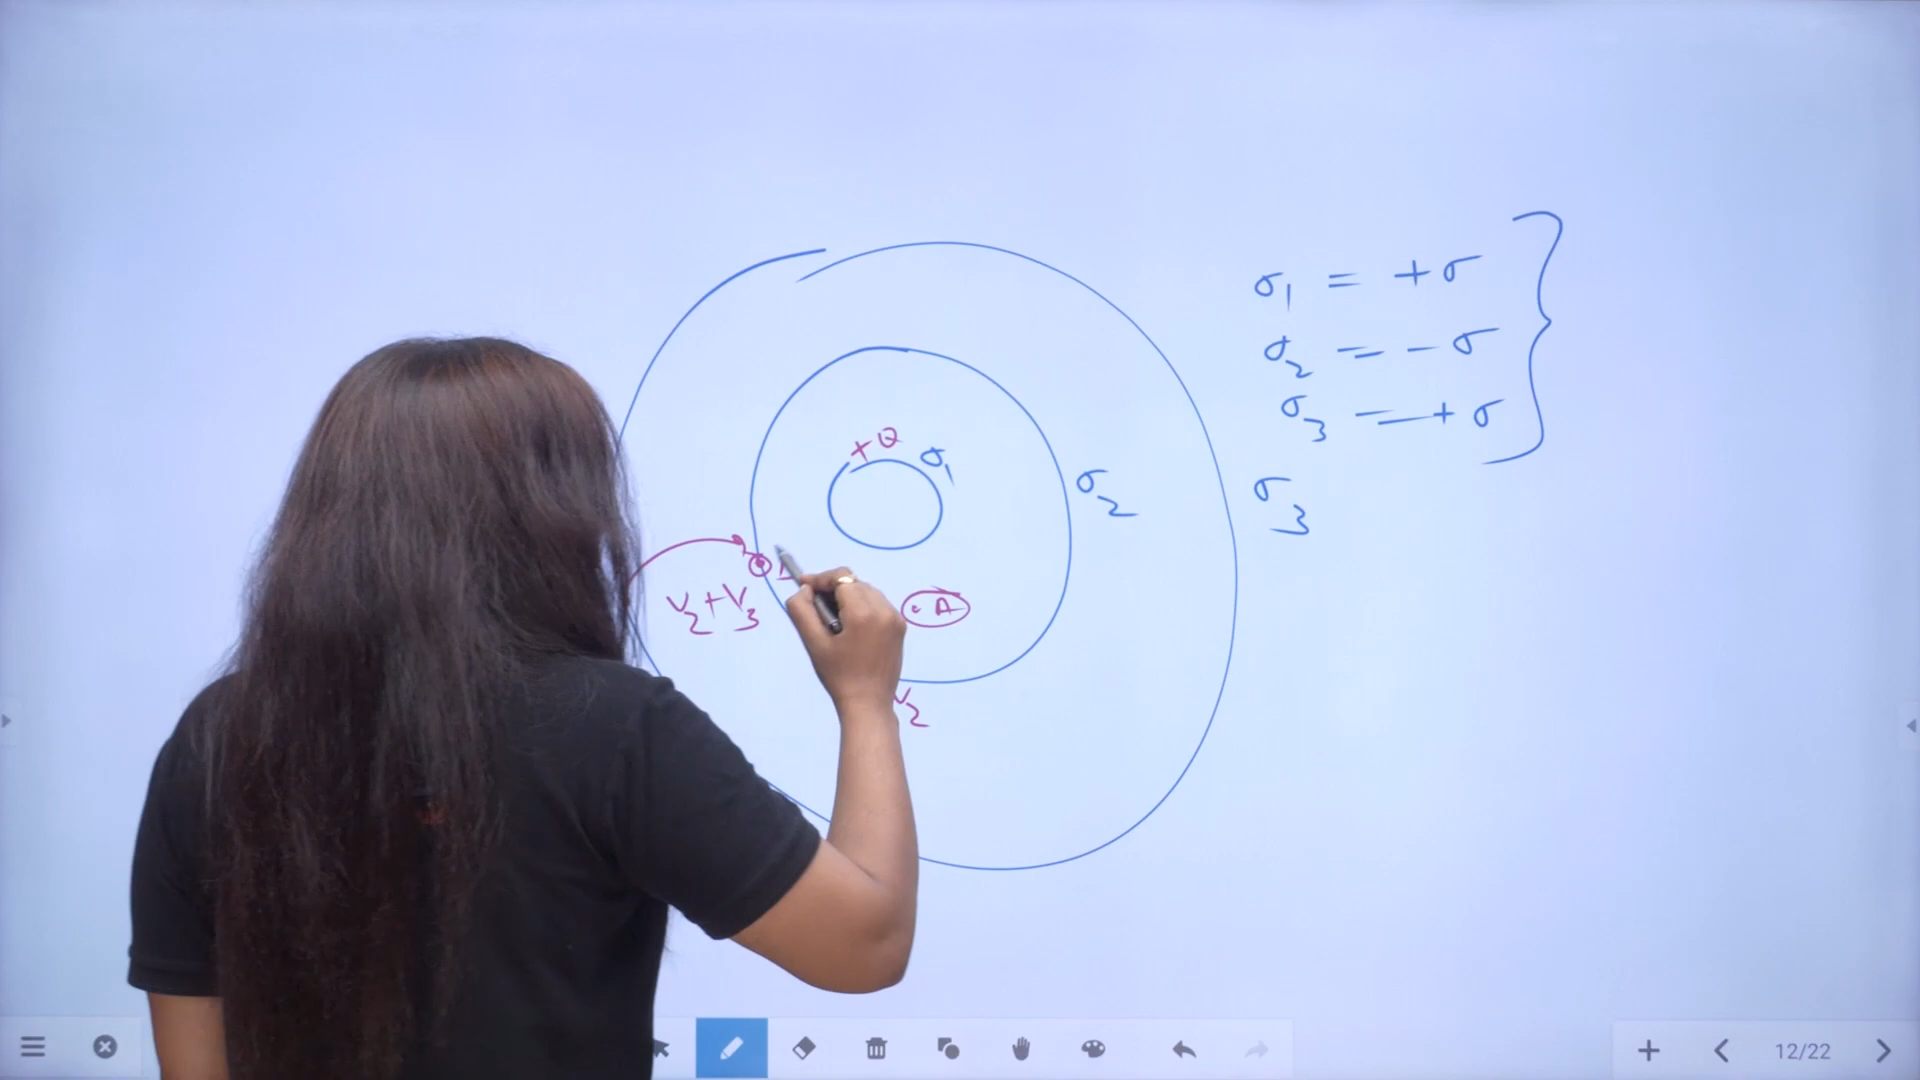 σ₁ = +σ
σ₂ = -σ
σ₃ = +σ
+Q σ₁
σ₂
σ₃
V₂+V₃
A
V₂
12/22